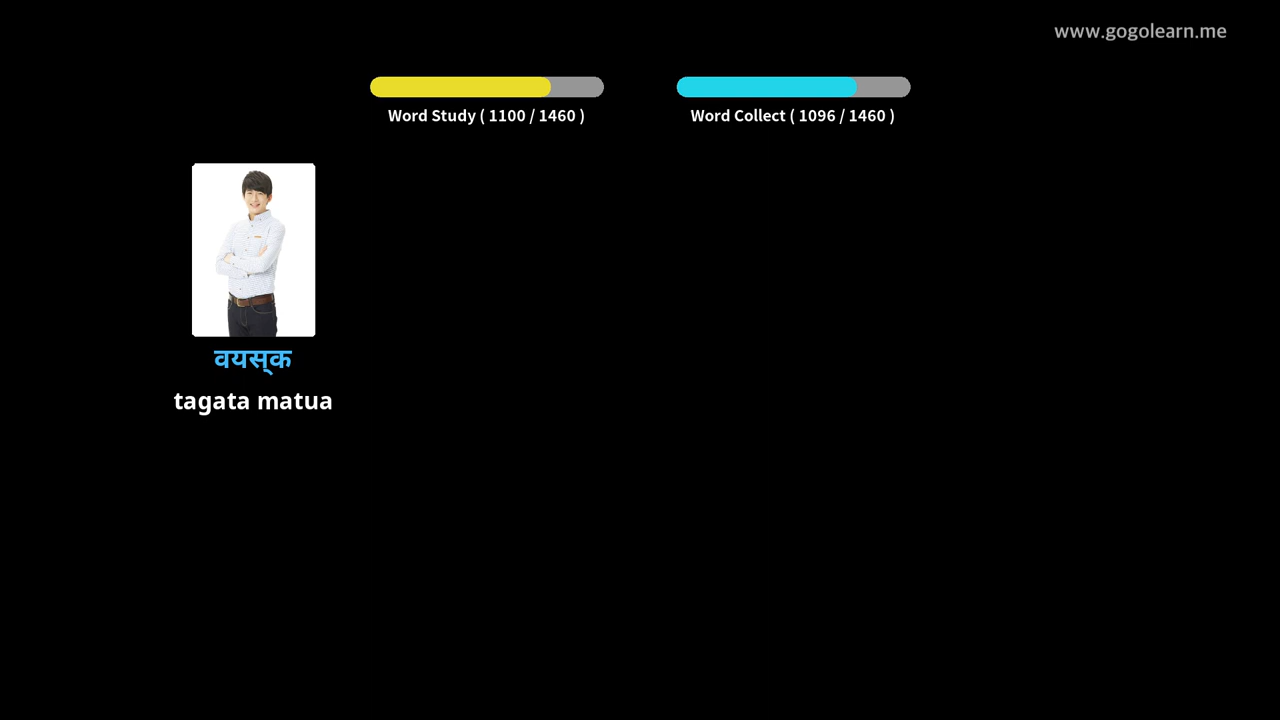 www.gogolearn.me
Word Study ( 1100 / 1460 )
Word Collect ( 1096 / 1460 )
वयस्क
tagata matua